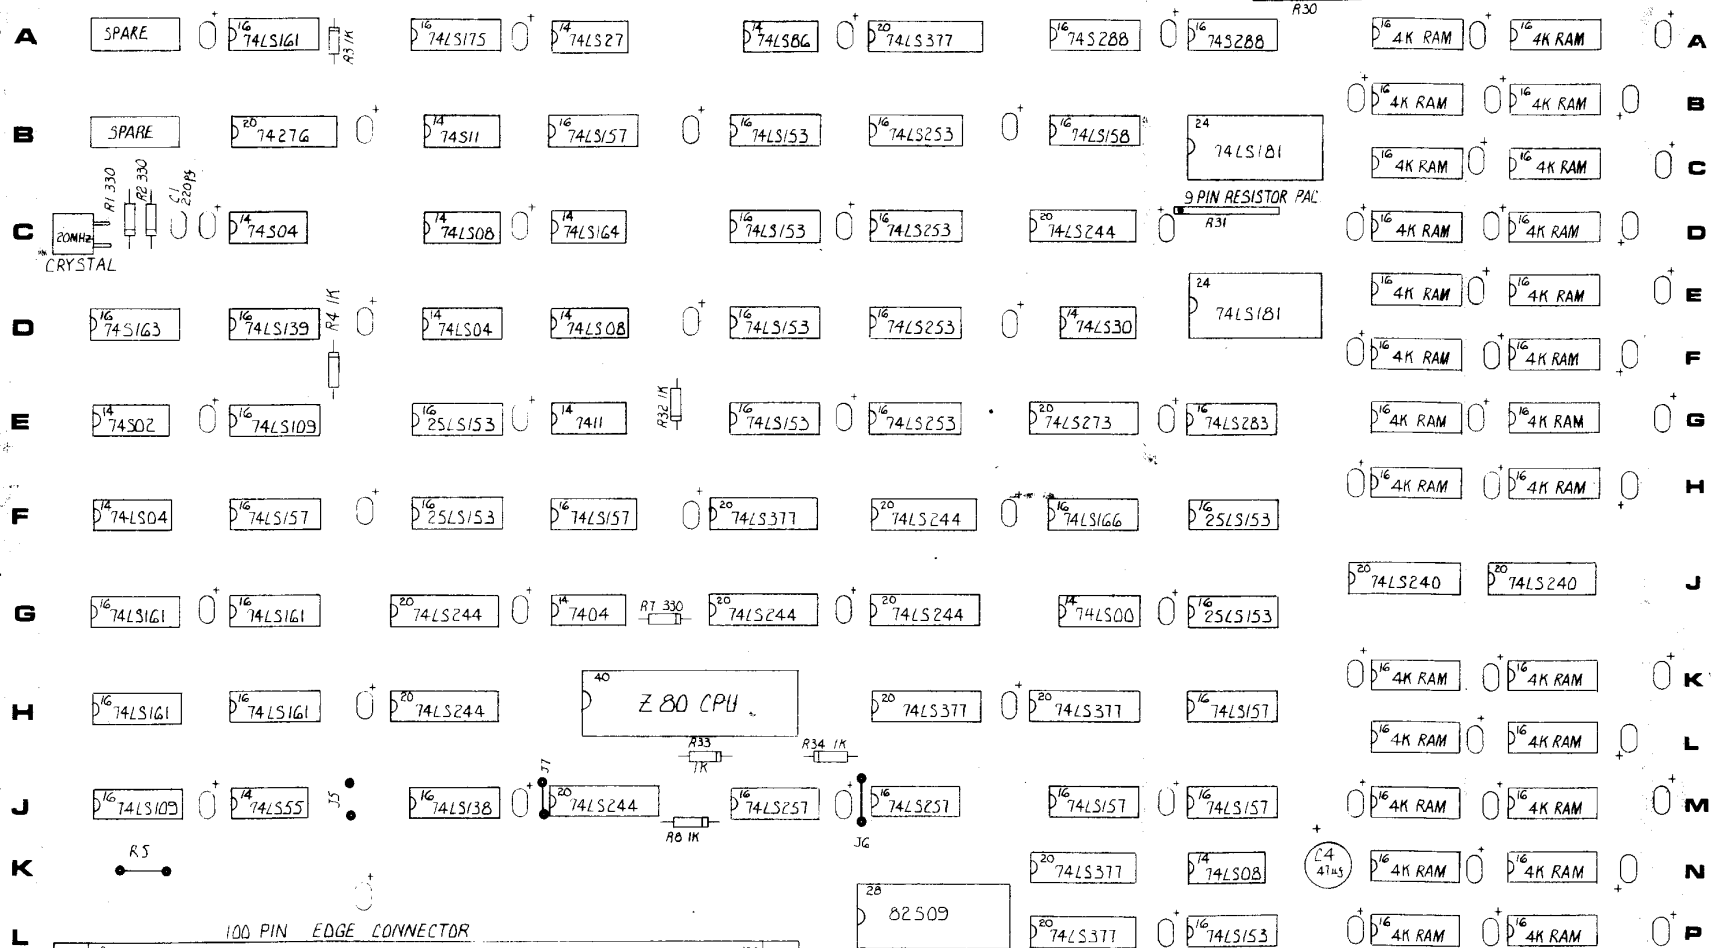 R30
A SPARE 16 74LS161 R3 1K 16 74LS175 14 74LS27 14 74LS86 20 74LS377 16 74S288 16 74S288 16 4K RAM 16 4K RAM A
16 4K RAM 16 4K RAM B
B SPARE 20 74276 14 74S11 16 74LS157 16 74LS153 16 74LS253 16 74LS158 24 74LS181
16 4K RAM 16 4K RAM C
R1 330 R2 330 C1 220pf
9 PIN RESISTOR PAC
R31
C 20MHz 14 74S04 14 74LS08 14 74LS164 16 74LS153 16 74LS253 20 74LS244 16 4K RAM 16 4K RAM D
CRYSTAL
16 4K RAM 16 4K RAM E
D 16 74S163 16 74LS139 R4 1K 14 74LS04 14 74LS08 16 74LS153 16 74LS253 14 74LS30 24 74LS181
16 4K RAM 16 4K RAM F
E 14 74S02 16 74LS109 16 25LS153 14 7411 R32 1K 16 74LS153 16 74LS253 20 74LS273 16 74LS283 16 4K RAM 16 4K RAM G
16 4K RAM 16 4K RAM H
F 14 74LS04 16 74LS157 16 25LS153 16 74LS157 20 74LS377 20 74LS244 16 74LS166 16 25LS153
20 74LS240 20 74LS240 J
G 16 74LS161 16 74LS161 20 74LS244 14 7404 R7 330 20 74LS244 20 74LS244 14 74LS00 16 25LS153
16 4K RAM 16 4K RAM K
H 16 74LS161 16 74LS161 20 74LS244 40 Z80 CPU 20 74LS377 20 74LS377 16 74LS157
R33 1K R34 1K
16 4K RAM 16 4K RAM L
J 16 74LS109 14 74LS55 J5 16 74LS138 J7 20 74LS244 16 74LS257 16 74LS257 16 74LS157 16 74LS157 16 4K RAM 16 4K RAM M
R8 1K
J6
K R5 20 74LS377 14 74LS08 C4 16 4K RAM 16 4K RAM N
28 82S09
L 100 PIN EDGE CONNECTOR 20 74LS377 16 74LS153 16 4K RAM 16 4K RAM P